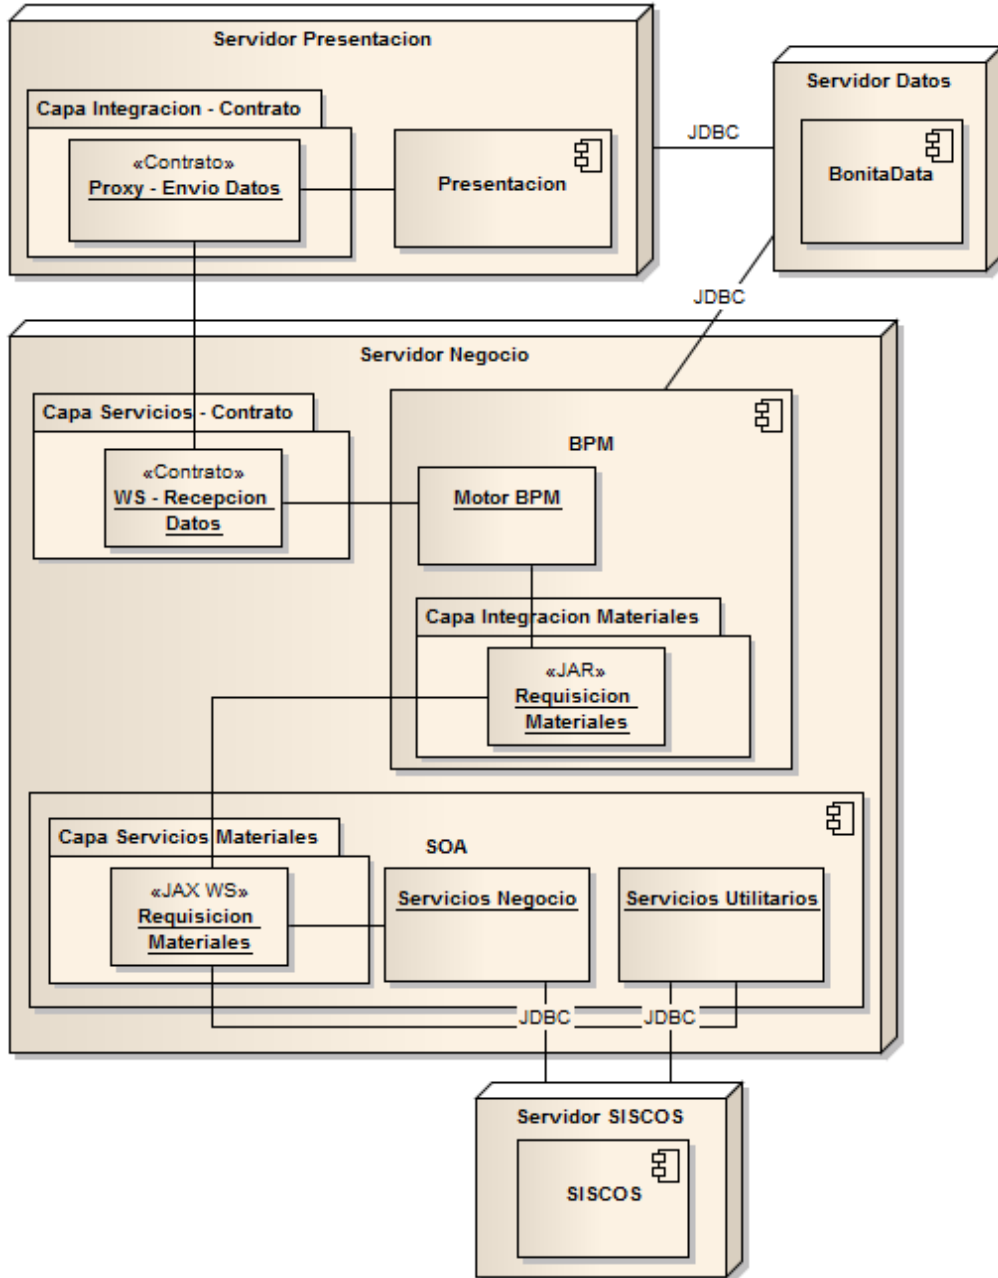 Servidor Presentacion
Capa Integracion - Contrato
«Contrato»
Proxy - Envio Datos
Presentacion
JDBC
Servidor Datos
BonitaData
JDBC
Servidor Negocio
Capa Servicios - Contrato
«Contrato»
WS - Recepcion
Datos
BPM
Motor BPM
Capa Integracion Materiales
«JAR»
Requisicion
Materiales
Capa Servicios Materiales
SOA
«JAX WS»
Requisicion
Materiales
Servicios Negocio
Servicios Utilitarios
JDBC
JDBC
Servidor SISCOS
SISCOS